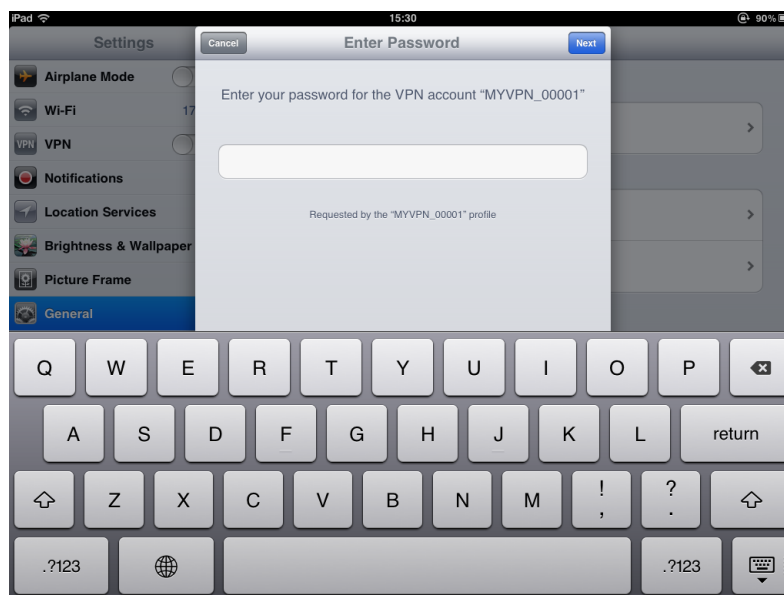 iPad 15:30 90%
Settings
Cancel Enter Password Next
Airplane Mode
Wi-Fi 17
VPN VPN
Notifications
Location Services
Brightness & Wallpaper
Picture Frame
General
Enter your password for the VPN account “MYVPN_00001”
Requested by the “MYVPN_00001” profile
Q W E R T Y U I O P
A S D F G H J K L return
Z X C V B N M ! , ? .
.?123 .?123